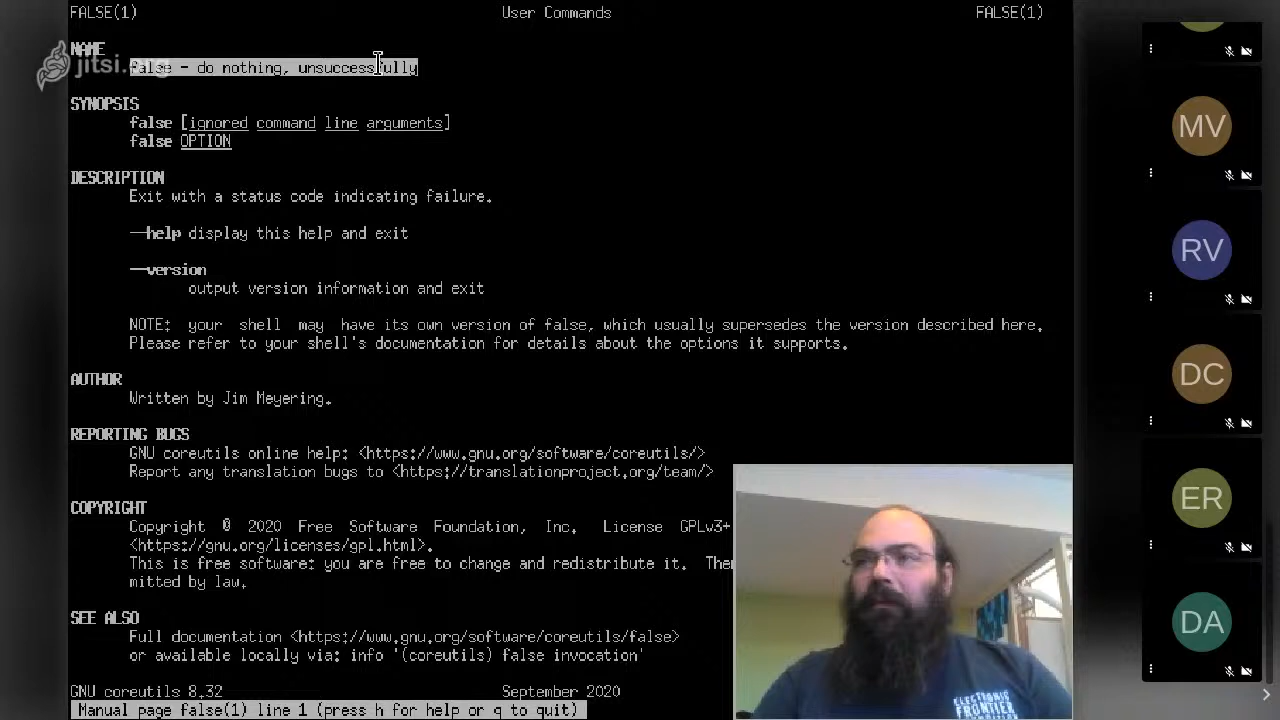 FALSE(1) User Commands FALSE(1)
NAME
false - do nothing, unsuccessfully
jitsi.org
SYNOPSIS
false [ignored command line arguments]
false OPTION
DESCRIPTION
Exit with a status code indicating failure.
--help display this help and exit
--version
output version information and exit
NOTE: your shell may have its own version of false, which usually supersedes the version described here.
Please refer to your shell's documentation for details about the options it supports.
AUTHOR
Written by Jim Meyering.
REPORTING BUGS
GNU coreutils online help: <https://www.gnu.org/software/coreutils/>
Report any translation bugs to <https://translationproject.org/team/>
COPYRIGHT
Copyright © 2020 Free Software Foundation, Inc. License GPLv3+
<https://gnu.org/licenses/gpl.html>.
This is free software: you are free to change and redistribute it. Ther
mitted by law.
SEE ALSO
Full documentation <https://www.gnu.org/software/coreutils/false>
or available locally via: info '(coreutils) false invocation'
GNU coreutils 8.32 September 2020
Manual page false(1) line 1 (press h for help or q to quit)
MV
RV
DC
ER
DA
ELECTRONIC
FRONTIER